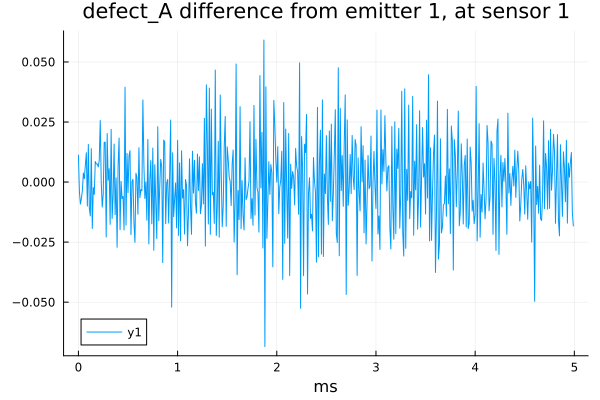 defect_A difference from emitter 1, at sensor 1
0.050
0.025
0.000
−0.025
−0.050
y1
0 1 2 3 4 5
ms